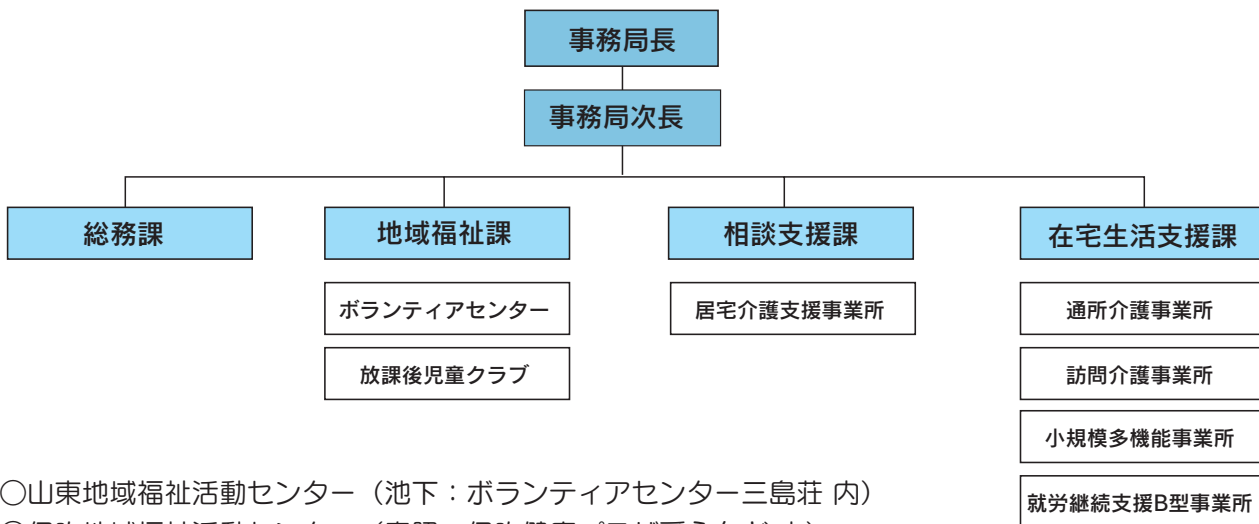 事務局長
事務局次長
総務課
地域福祉課
相談支援課
在宅生活支援課
ボランティアセンター
居宅介護支援事業所
通所介護事業所
放課後児童クラブ
訪問介護事業所
小規模多機能事業所
就労継続支援B型事業所
○山東地域福祉活動センター（池下：ボランティアセンター三島荘 内）